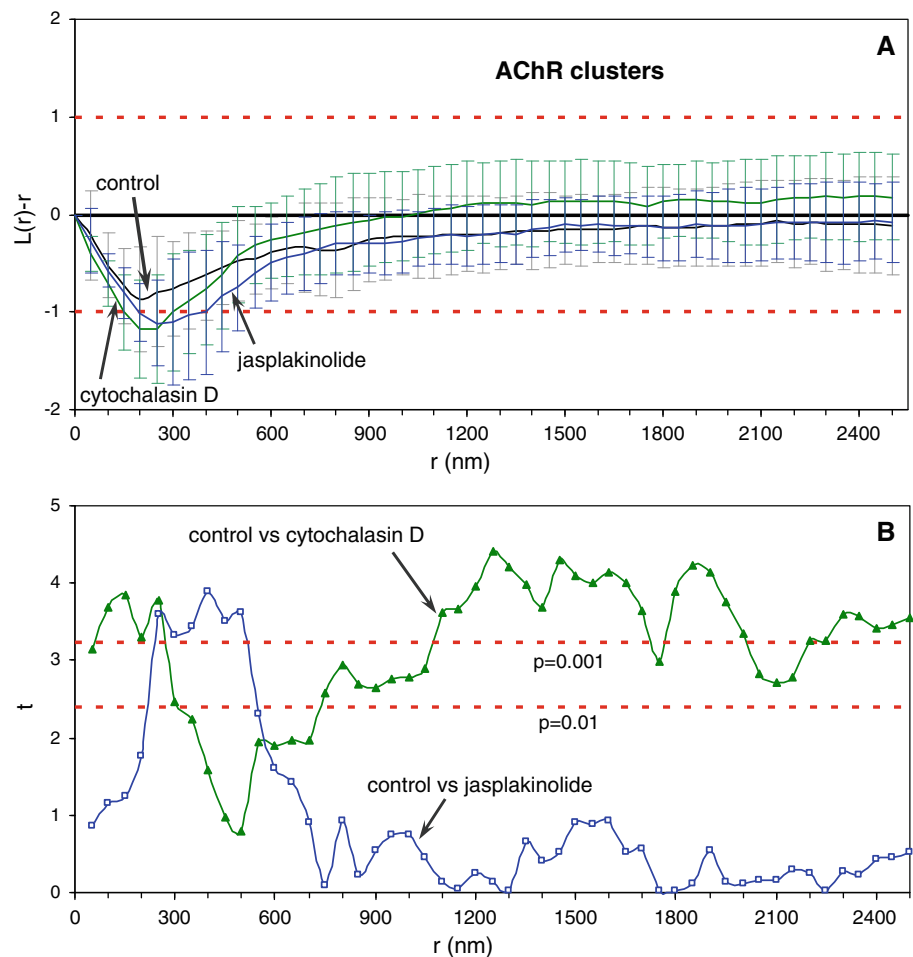 A
AChR clusters
2
1
0
-1
-2
L(r)-r
control
jasplakinolide
cytochalasin D
0 300 600 900 1200 1500 1800 2100 2400
r (nm)
B
5
4
3
2
1
0
t
control vs cytochalasin D
p=0.001
p=0.01
control vs jasplakinolide
0 300 600 900 1200 1500 1800 2100 2400
r (nm)